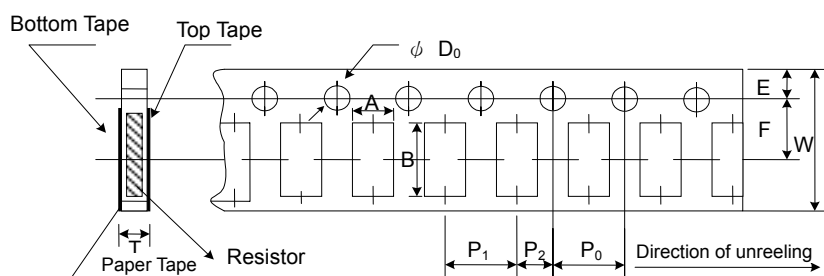 Bottom Tape
Top Tape
ψ D₀
E
A
F
W
B
T
Paper Tape
Resistor
P₁
P₂
P₀
Direction of unreeling